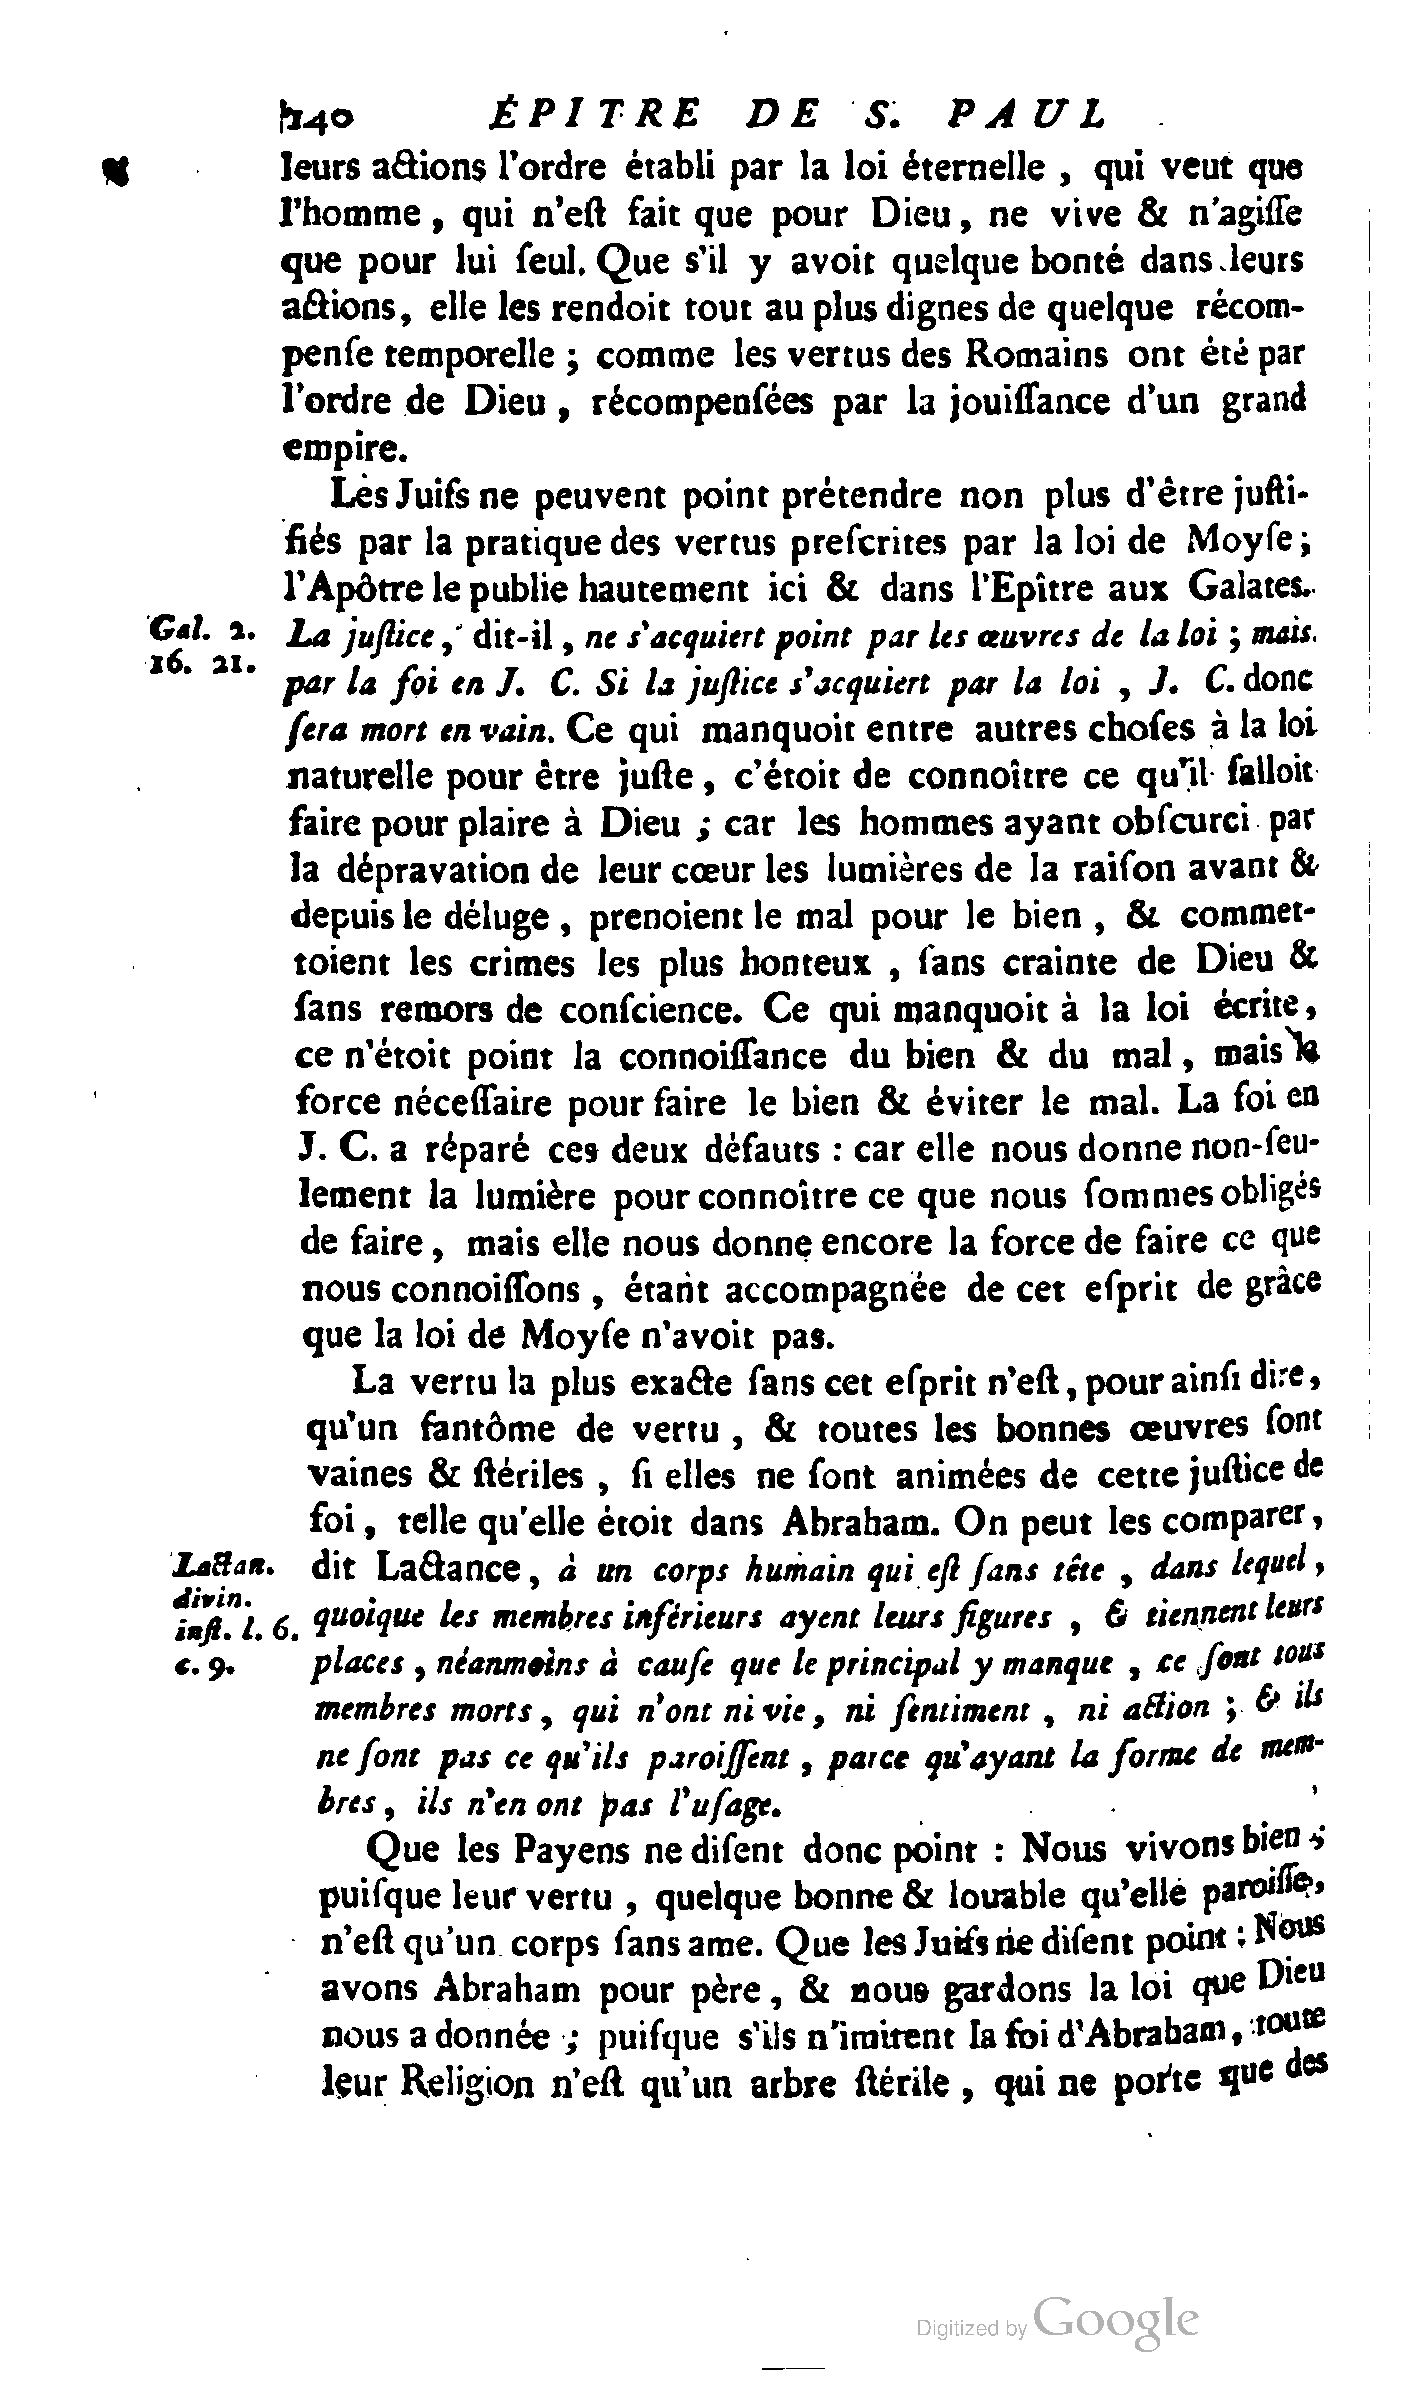 140 ÉPITRE DE S. PAUL
leurs actions l'ordre établi par la loi éternelle, qui veut que
l'homme, qui n'eſt fait que pour Dieu, ne vive & n'agiſſe
que pour lui ſeul. Que s'il y avoit quelque bonté dans leurs
actions, elle les rendoit tout au plus dignes de quelque récom-
penſe temporelle ; comme les vertus des Romains ont été par
l'ordre de Dieu, récompenſées par la jouiſſance d'un grand
empire.
Les Juifs ne peuvent point prétendre non plus d'être juſti-
fiés par la pratique des vertus preſcrites par la loi de Moyſe ;
l'Apôtre le publie hautement ici & dans l'Epître aux Galates.
Gal. 2.
16. 21.
La juſtice, dit-il, ne s'acquiert point par les œuvres de la loi ; mais
par la foi en J. C. Si la juſtice s'acquiert par la loi, J. C. donc
ſera mort en vain. Ce qui manquoit entre autres choſes à la loi
naturelle pour être juſte, c'étoit de connoître ce qu'il falloit
faire pour plaire à Dieu ; car les hommes ayant obſcurci par
la dépravation de leur cœur les lumières de la raiſon avant &
depuis le déluge, prenoient le mal pour le bien, & commet-
toient les crimes les plus honteux, ſans crainte de Dieu &
ſans remors de conſcience. Ce qui manquoit à la loi écrite,
ce n'étoit point la connoiſſance du bien & du mal, mais la
force néceſſaire pour faire le bien & éviter le mal. La foi en
J. C. a réparé ces deux défauts : car elle nous donne non-ſeu-
lement la lumière pour connoître ce que nous ſommes obligés
de faire, mais elle nous donne encore la force de faire ce que
nous connoiſſons, étant accompagnée de cet eſprit de grâce
que la loi de Moyſe n'avoit pas.
La vertu la plus exacte ſans cet eſprit n'eſt, pour ainſi dire,
qu'un fantôme de vertu, & toutes les bonnes œuvres ſont
vaines & ſtériles, ſi elles ne ſont animées de cette juſtice de
foi, telle qu'elle étoit dans Abraham. On peut les comparer,
Lactan.
divin.
inſt. l. 6.
c. 9.
dit Lactance, à un corps humain qui eſt ſans tête, dans lequel,
quoique les membres inférieurs ayent leurs figures, & tiennent leurs
places, néanmoins à cauſe que le principal y manque, ce ſont tous
membres morts, qui n'ont ni vie, ni ſentiment, ni action ; & ils
ne ſont pas ce qu'ils paroiſſent, parce qu'ayant la forme de mem-
bres, ils n'en ont pas l'uſage.
Que les Payens ne diſent donc point : Nous vivons bien ;
puiſque leur vertu, quelque bonne & louable qu'elle paroiſſe,
n'eſt qu'un corps ſans ame. Que les Juifs ne diſent point : Nous
avons Abraham pour père, & nous gardons la loi que Dieu
nous a donnée ; puiſque s'ils n'imitent la foi d'Abraham, toute
leur Religion n'eſt qu'un arbre ſtérile, qui ne porte que des
Digitized by Google